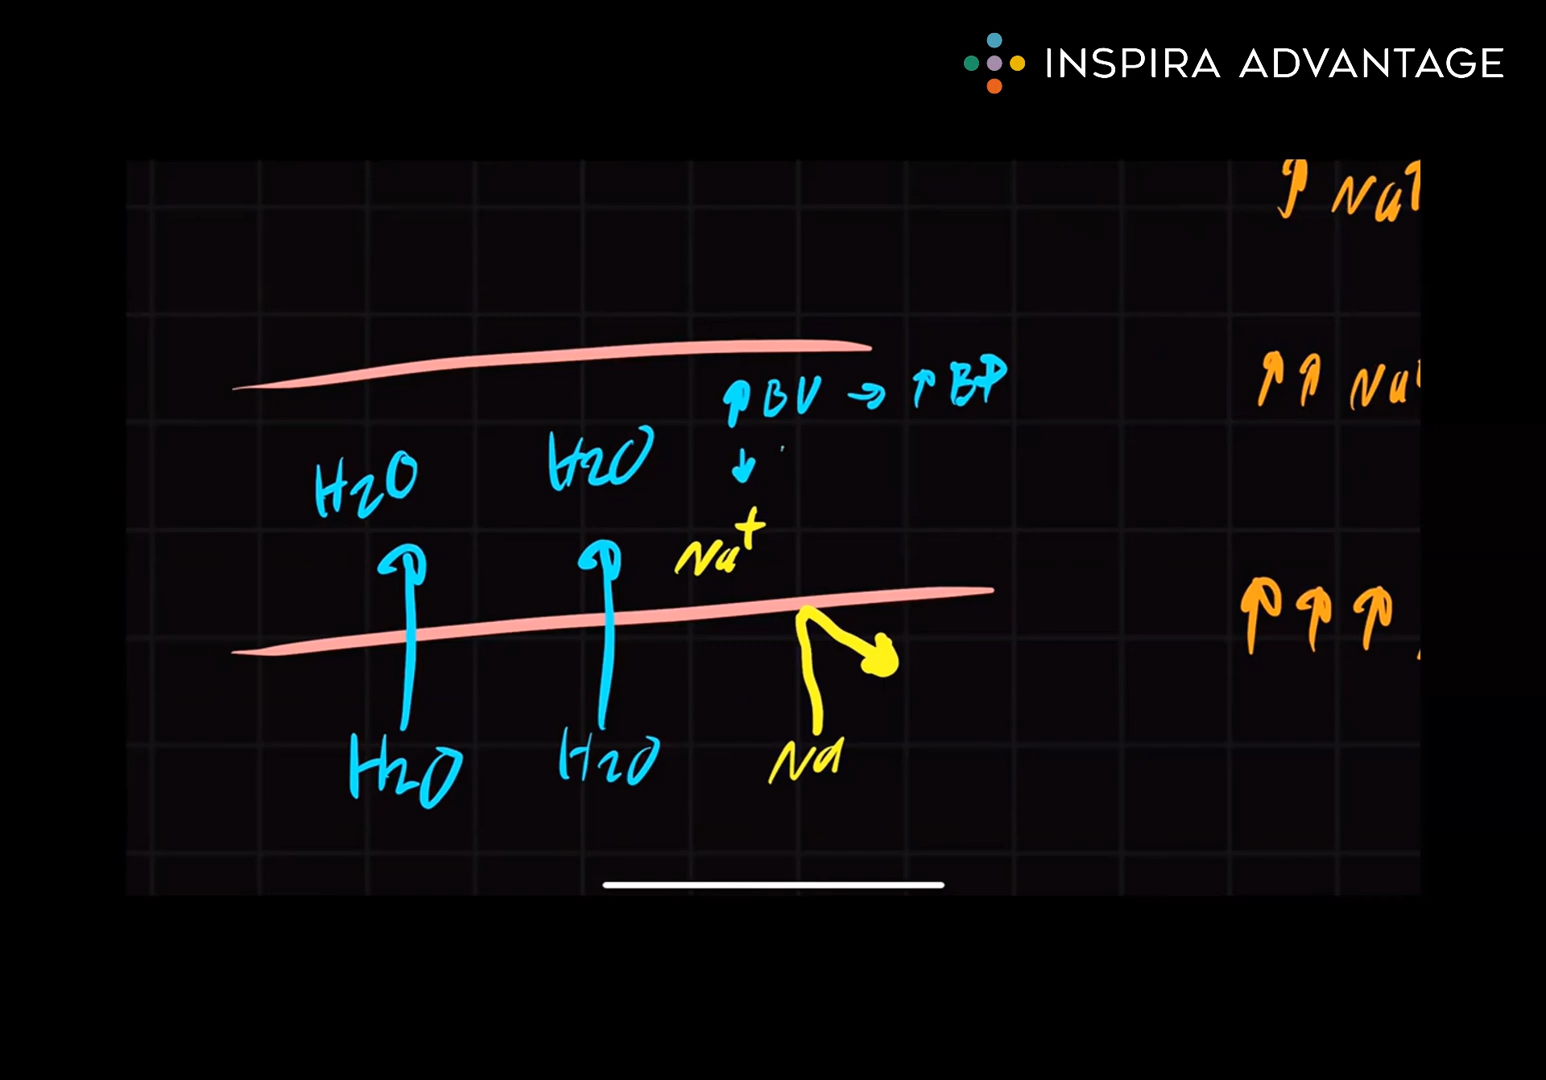 INSPIRA ADVANTAGE
↑ Na
↑ BV → ↑ BP
↑ ↑ Na
H2O H2O
↓
Na+
↑ ↑ ↑
H2O H2O Na